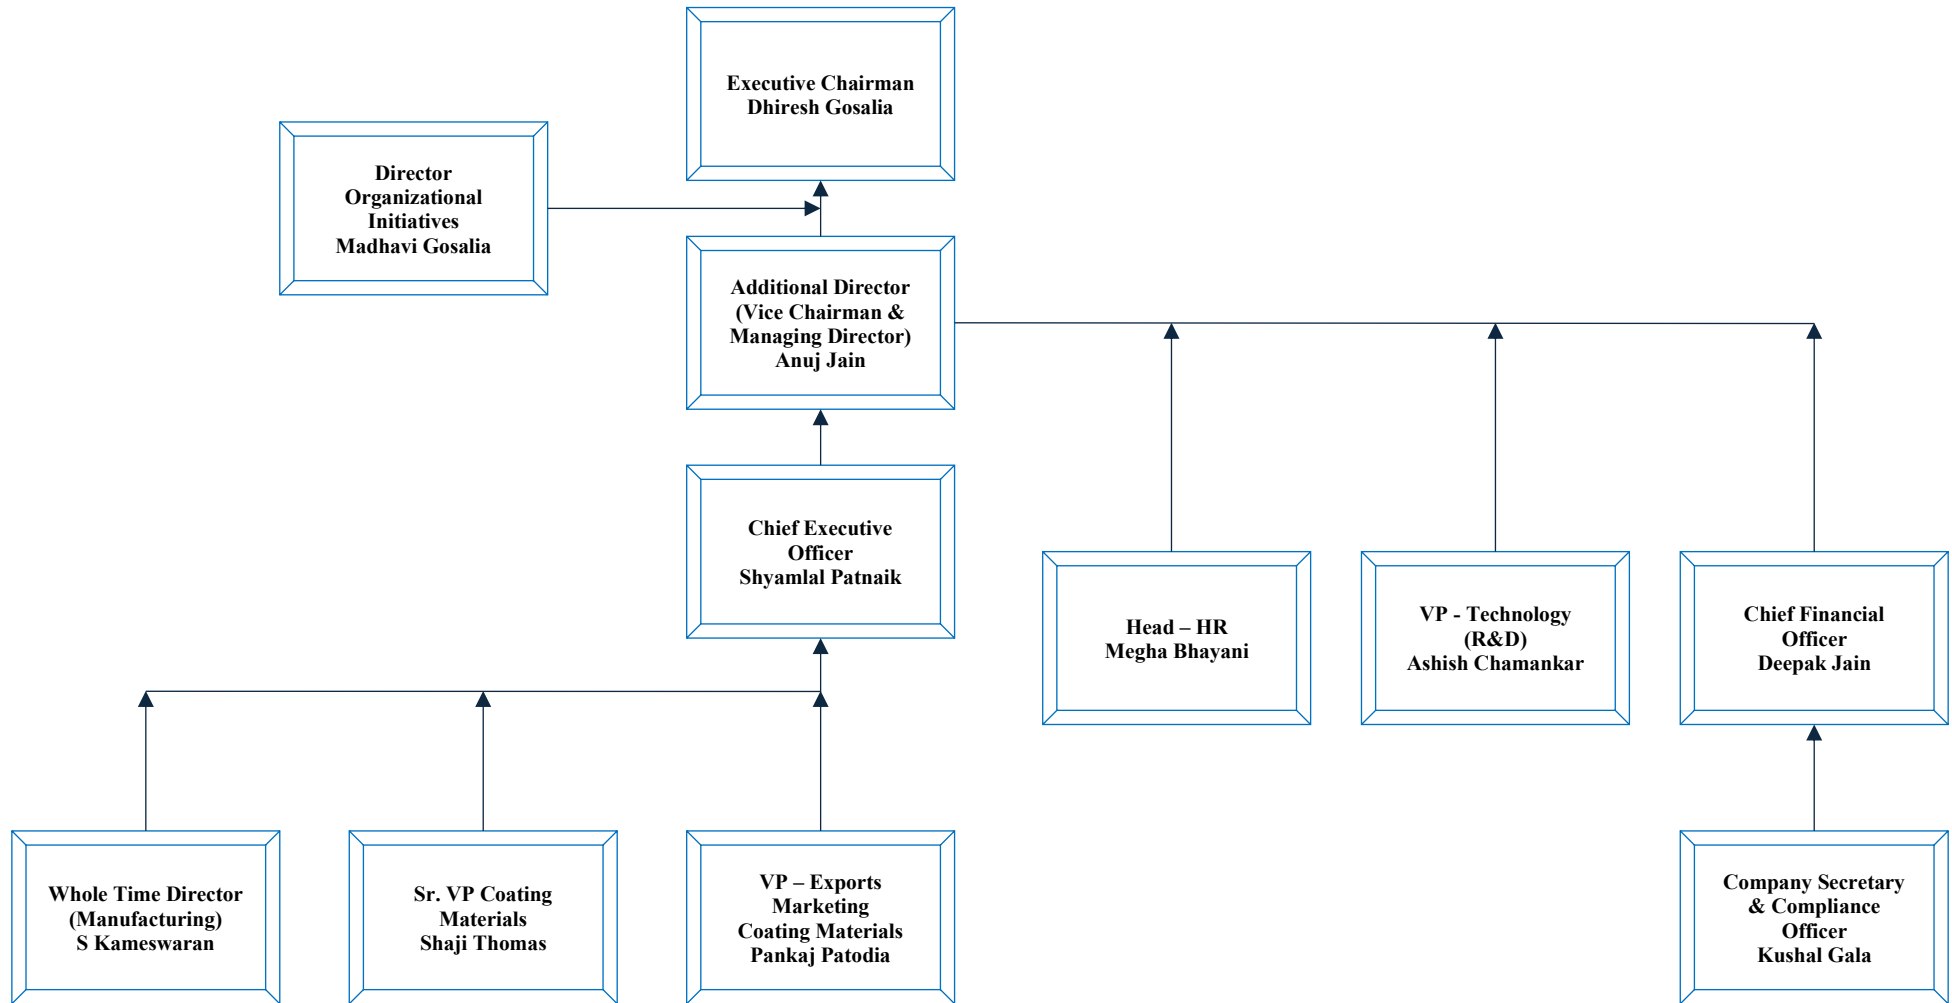 Executive Chairman
Dhiresh Gosalia
Director
Organizational
Initiatives
Madhavi Gosalia
Additional Director
(Vice Chairman &
Managing Director)
Anuj Jain
Chief Executive
Officer
Shyamlal Patnaik
Head – HR
Megha Bhayani
VP - Technology
(R&D)
Ashish Chamankar
Chief Financial
Officer
Deepak Jain
Whole Time Director
(Manufacturing)
S Kameswaran
Sr. VP Coating
Materials
Shaji Thomas
VP – Exports
Marketing
Coating Materials
Pankaj Patodia
Company Secretary
& Compliance
Officer
Kushal Gala